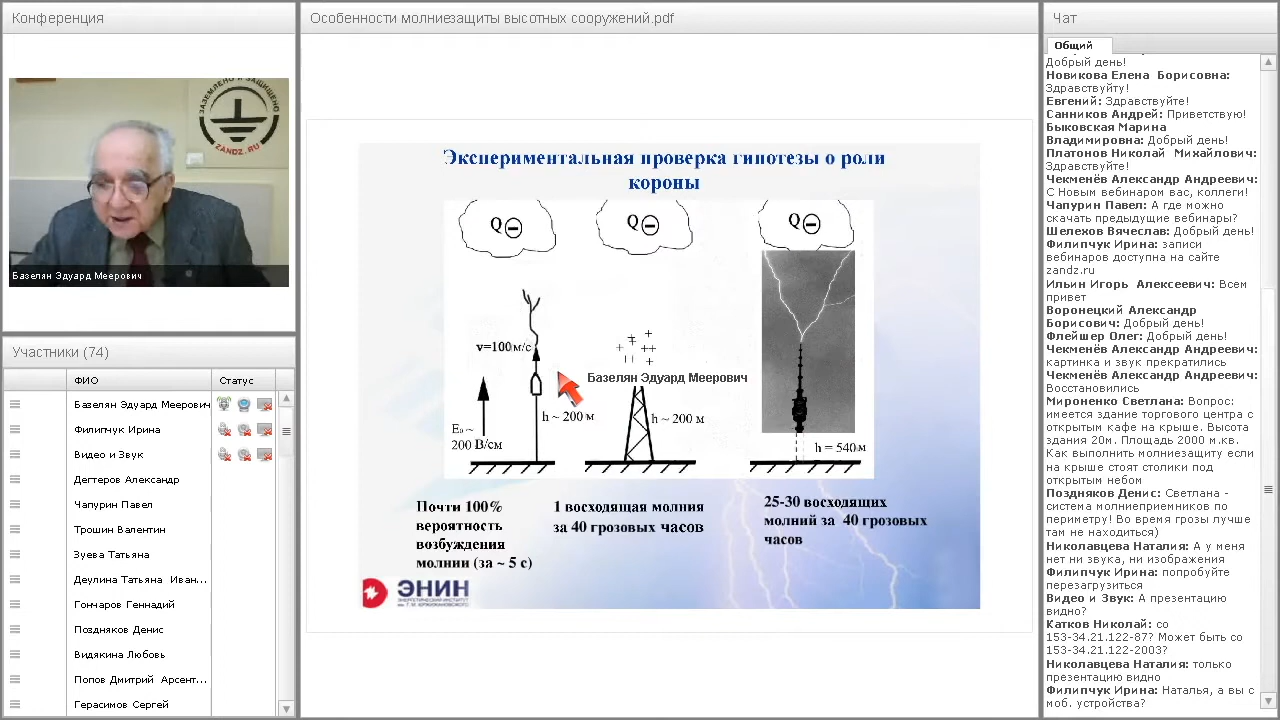 Конференция
ЗАЗЕМЛЕНО И ЗАЩИЩЕНО
ZANDZ.RU
Базелян Эдуард Меерович
Участники (74)
ФИО
Статус
Базелян Эдуард Меерович
Филипчук Ирина
Видео и Звук
Дегтярев Александр
Чапурин Павел
Трошин Валентин
Зуева Татьяна
Деулина Татьяна Иван...
Гончаров Геннадий
Поздняков Денис
Видякина Любовь
Попов Дмитрий Арсент...
Герасимов Сергей
Особенности молниезащиты высотных сооружений.pdf
Экспериментальная проверка гипотезы о роли
короны
Q
Q
Q
v=100м/с
Базелян Эдуард Меерович
h ~ 200 м
h ~ 200 м
E₀ ~
200 В/см
h = 540м
Почти 100%
вероятность
возбуждения
молнии (за ~ 5 с)
1 восходящая молния
за 40 грозовых часов
25-30 восходящих
молний за 40 грозовых
часов
ЭНИН
ЭНЕРГЕТИЧЕСКИЙ ИНСТИТУТ
им. Г.М. КРЖИЖАНОВСКОГО
Чат
Общий
Добрый день!
Новикова Елена Борисовна:
Здравствуйту!
Евгений: Здравствуйте!
Санников Андрей: Приветствую!
Быковская Марина
Владимировна: Добрый день!
Платонов Николай Михайлович:
Здравствуйте!
Чекменёв Александр Андреевич:
С Новым вебинаром вас, коллеги!
Чапурин Павел: А где можно
скачать предыдущие вебинары?
Шелехов Вячеслав: Добрый день!
Филипчук Ирина: записи
вебинаров доступна на сайте
zandz.ru
Ильин Игорь Алексеевич: Всем
привет
Воронецкий Александр
Борисович: Добрый день!
Флейшер Олег: Добрый день!
Чекменёв Александр Андреевич:
картинка и звук прекратились
Чекменёв Александр Андреевич:
Восстановились
Мироненко Светлана: Вопрос:
имеется здание торгового центра с
открытым кафе на крыше. Высота
здания 20м. Площадь 2000 м.кв.
Как выполнить молниезащиту если
на крыше стоят столики под
открытым небом
Поздняков Денис: Светлана -
система молниеприемников по
периметру! Во время грозы лучше
там не находиться)
Николавцева Наталия: А у меня
нет ни звука, ни изображения
Филипчук Ирина: попробуйте
перезагрузиться
Видео и Звук: А презентацию
видно?
Катков Николай: со
153-34.21.122-87? Может быть со
153-34.21.122-2003?
Николавцева Наталия: только
презентацию видно
Филипчук Ирина: Наталья, а вы с
моб. устройства?